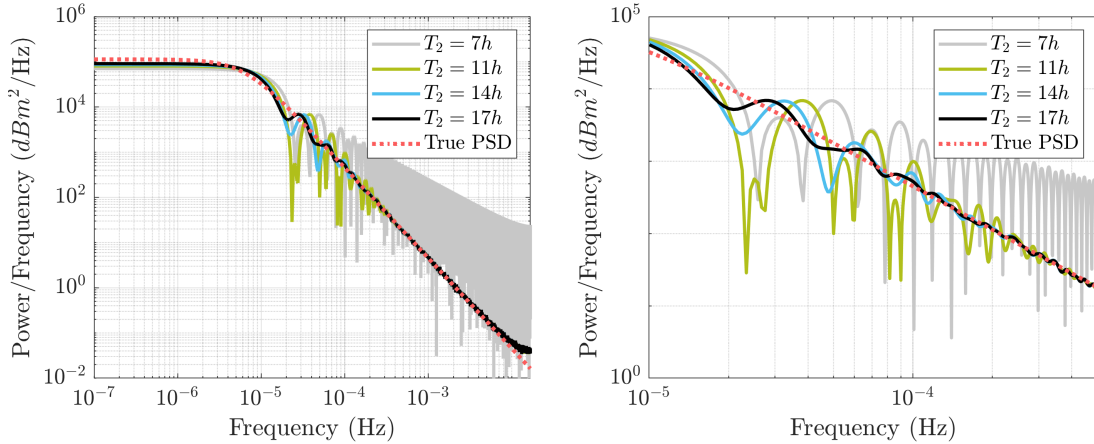 10^6
10^4
10^2
10^0
10^-2
Power/Frequency (dBm^2/Hz)
10^-7
10^-6
10^-5
10^-4
10^-3
Frequency (Hz)
T_2 = 7h
T_2 = 11h
T_2 = 14h
T_2 = 17h
True PSD
10^5
10^0
Power/Frequency (dBm^2/Hz)
10^-5
10^-4
Frequency (Hz)
T_2 = 7h
T_2 = 11h
T_2 = 14h
T_2 = 17h
True PSD